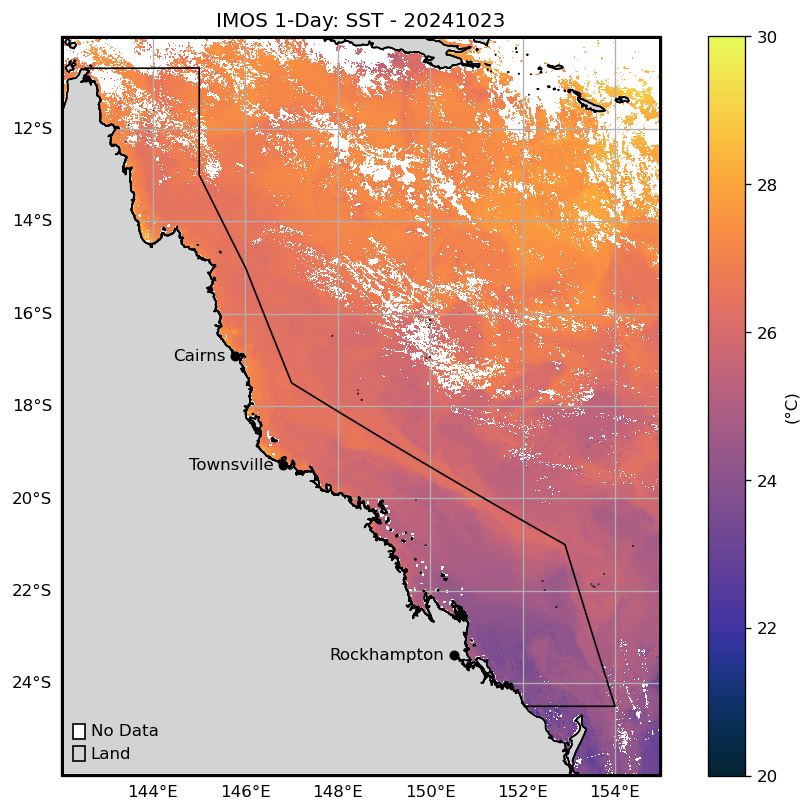 IMOS 1-Day: SST - 20241023
12°S
14°S
16°S
18°S
20°S
22°S
24°S
Cairns
Townsville
Rockhampton
No Data
Land
144°E 146°E 148°E 150°E 152°E 154°E
30
28
26
24
22
20
(°C)